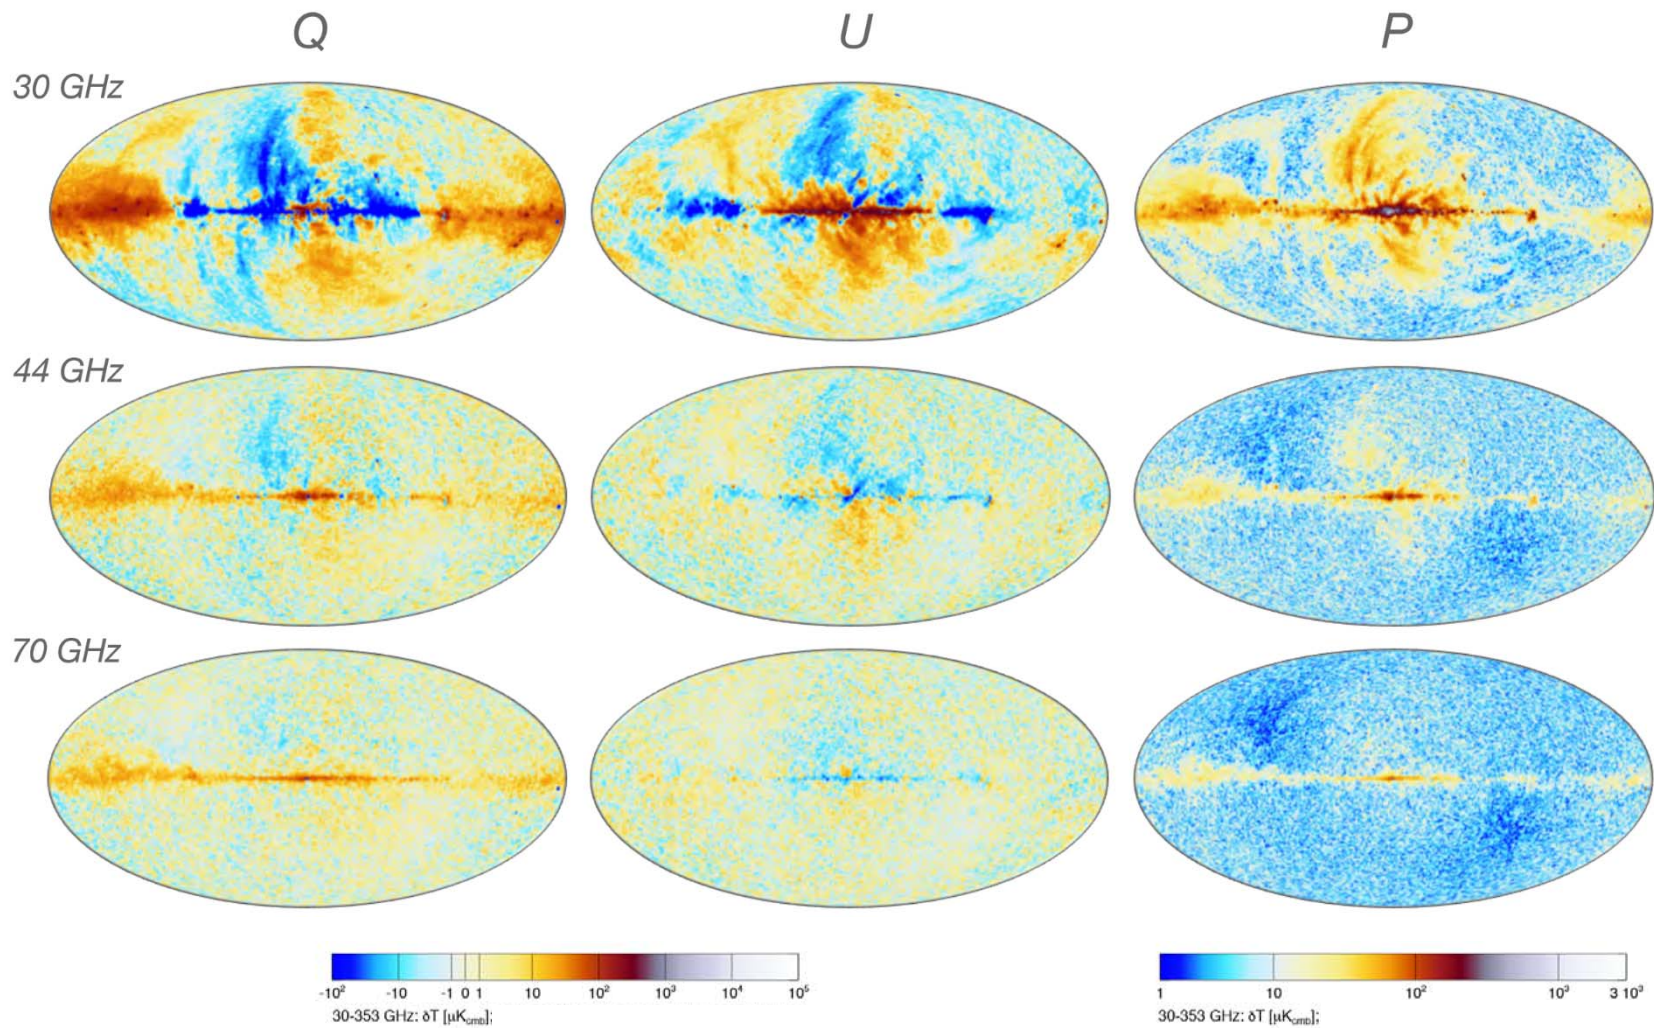 Q U P
30 GHz
44 GHz
70 GHz
-10² -10 -1 0 1 10 10² 10³ 10⁴ 10⁵
30-353 GHz: δT [μK_cmb];
1 10 10² 10³ 3 10³
30-353 GHz: δT [μK_cmb];